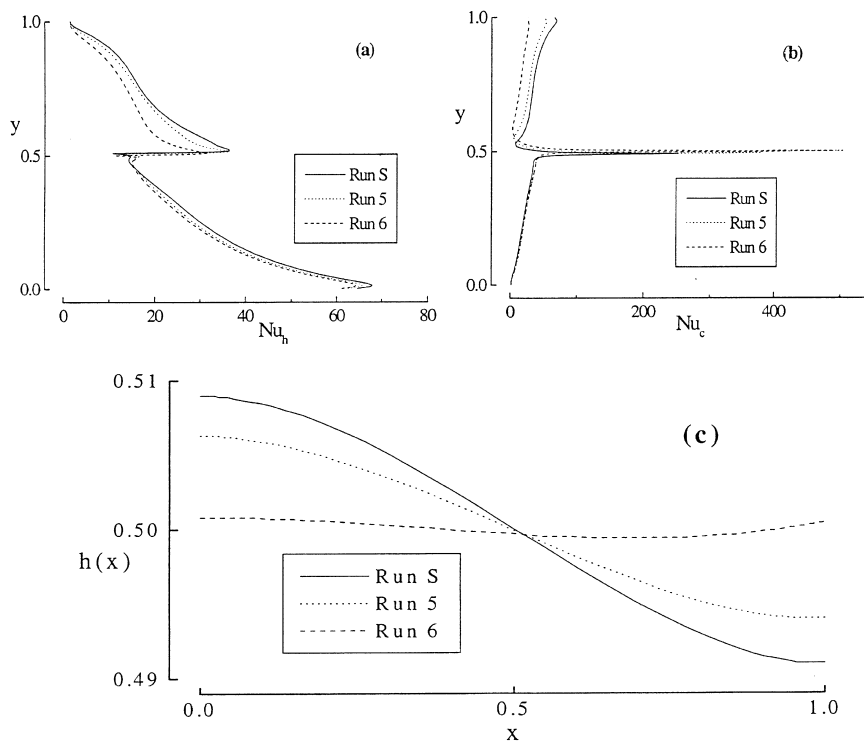 1.0
(a)
y
0.5
Run S
Run 5
Run 6
0.0
0 20 40 60 80
Nu_h
1.0
(b)
y
0.5
Run S
Run 5
Run 6
0.0
0 200 400
Nu_c
0.51
(c)
0.50
h(x)
Run S
Run 5
Run 6
0.49
0.0 0.5 1.0
x